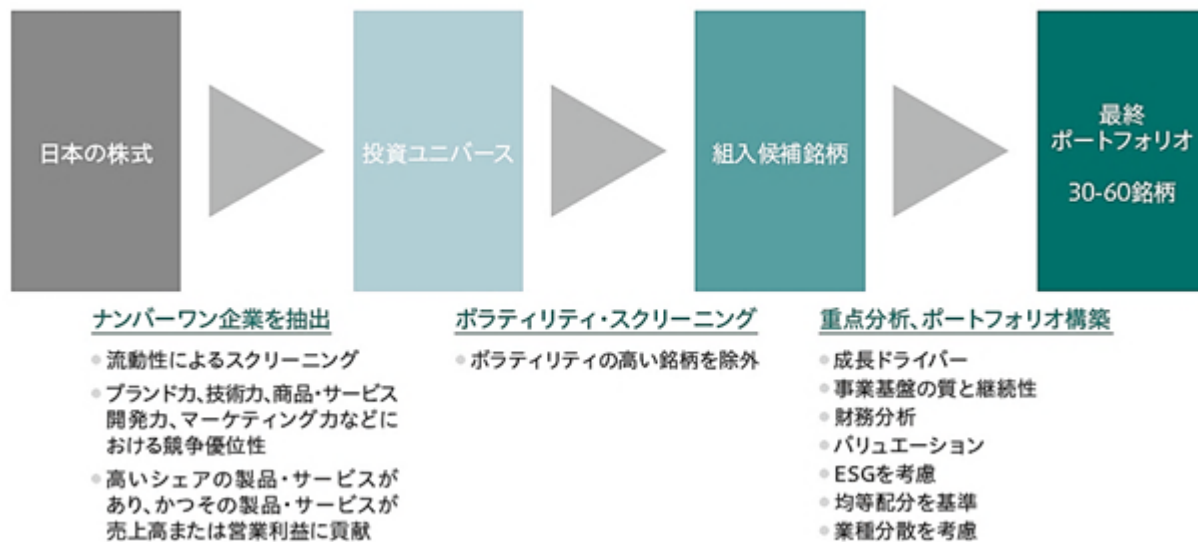 日本の株式
投資ユニバース
組入候補銘柄
最終
ポートフォリオ
30-60銘柄
ナンバーワン企業を抽出
●流動性によるスクリーニング
●ブランド力、技術力、商品・サービス
開発力、マーケティング力などに
おける競争優位性
●高いシェアの製品・サービスが
あり、かつその製品・サービスが
売上高または営業利益に貢献
ボラティリティ・スクリーニング
●ボラティリティの高い銘柄を除外
重点分析、ポートフォリオ構築
●成長ドライバー
●事業基盤の質と継続性
●財務分析
●バリュエーション
●ESGを考慮
●均等配分を基準
●業種分散を考慮